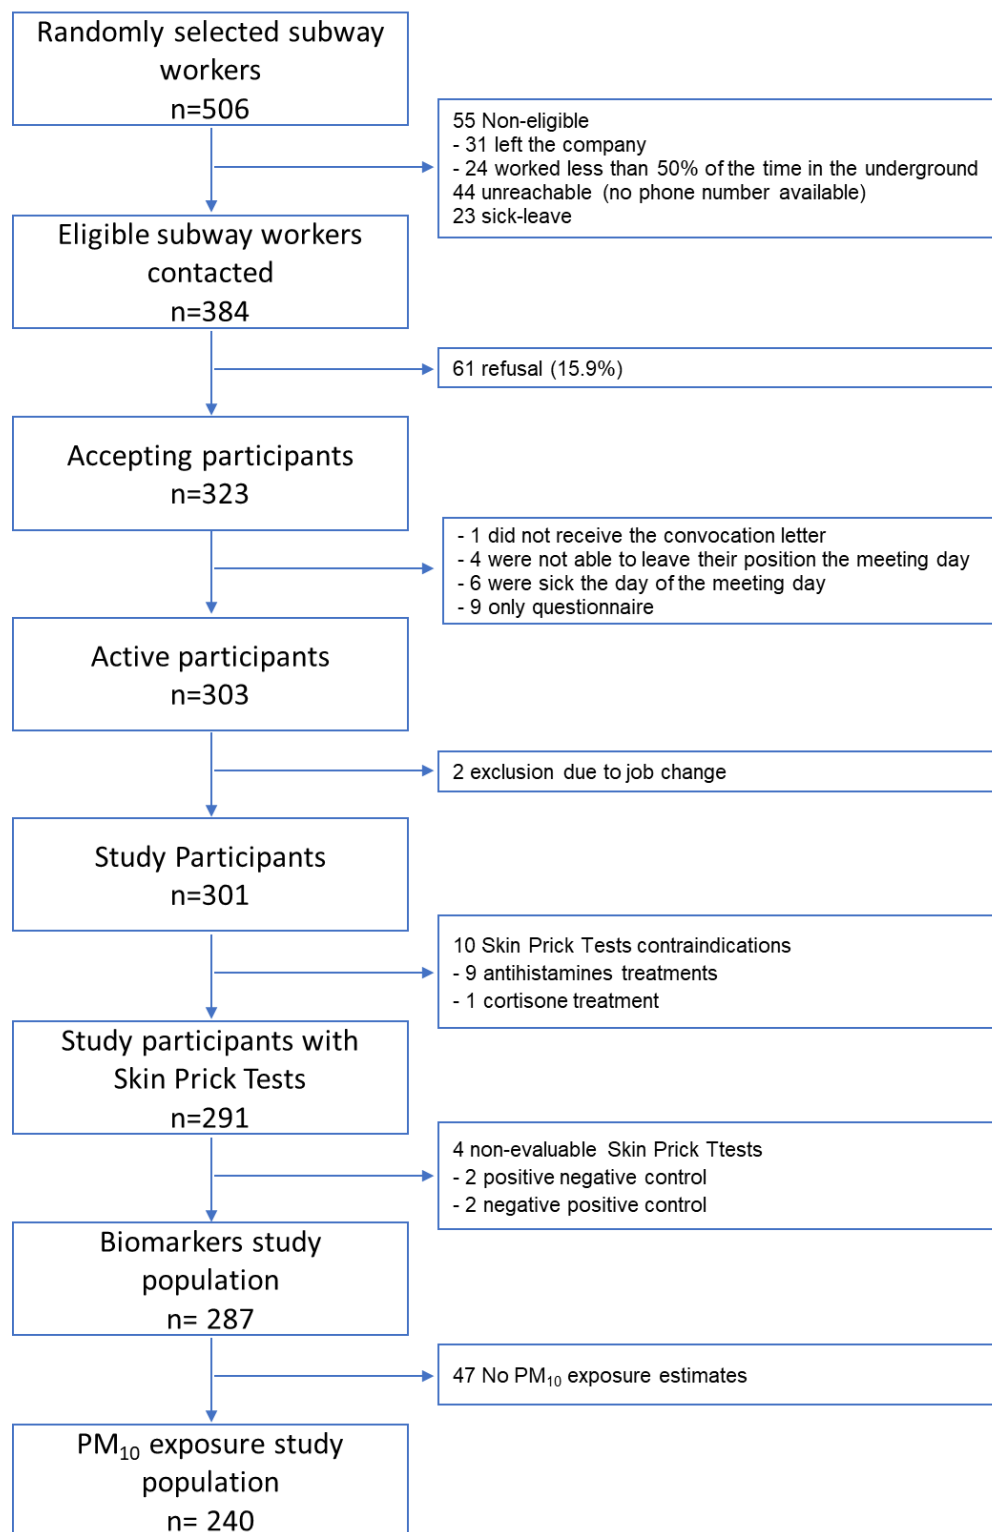 Randomly selected subway
workers
n=506
55 Non-eligible
- 31 left the company
- 24 worked less than 50% of the time in the underground
44 unreachable (no phone number available)
23 sick-leave
Eligible subway workers
contacted
n=384
61 refusal (15.9%)
Accepting participants
n=323
- 1 did not receive the convocation letter
- 4 were not able to leave their position the meeting day
- 6 were sick the day of the meeting day
- 9 only questionnaire
Active participants
n=303
2 exclusion due to job change
Study Participants
n=301
10 Skin Prick Tests contraindications
- 9 antihistamines treatments
- 1 cortisone treatment
Study participants with
Skin Prick Tests
n=291
4 non-evaluable Skin Prick Ttests
- 2 positive negative control
- 2 negative positive control
Biomarkers study
population
n= 287
47 No PM₁₀ exposure estimates
PM₁₀ exposure study
population
n= 240